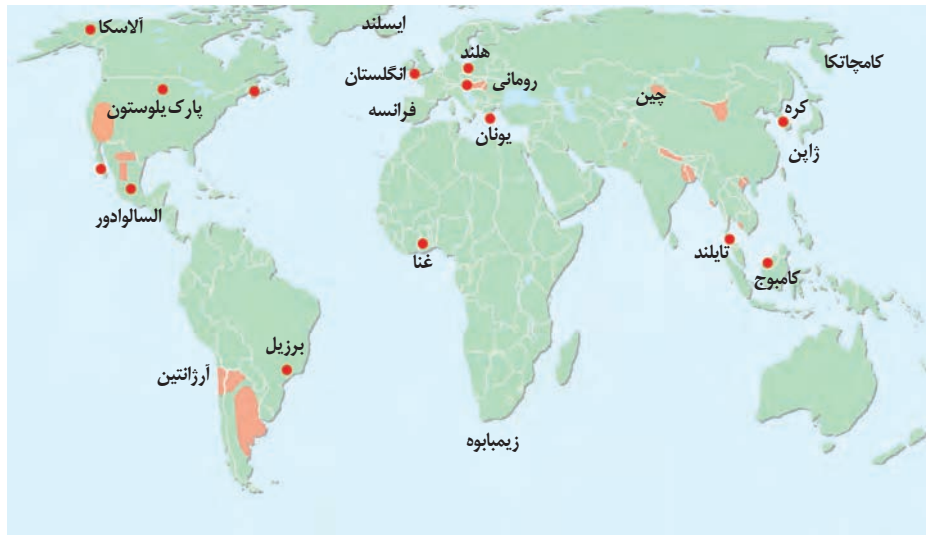 ایسلند
آلاسکا
هلند
کامچاتکا
انگلستان
رومانی
چین
پارک یلوستون
فرانسه
کره
یونان
ژاپن
السالوادور
تایلند
غنا
کامبوج
برزیل
آرژانتین
زیمبابوه